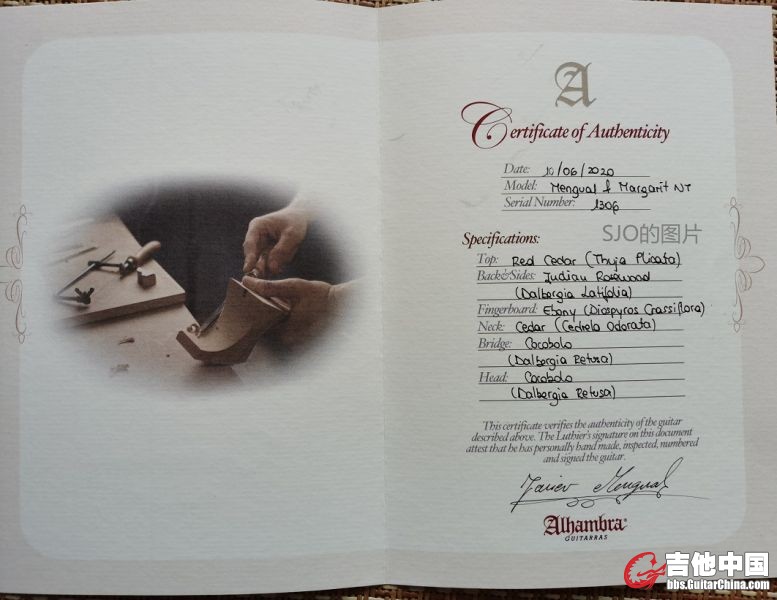 A
Certificate of Authenticity
Date: 10/06/2020
Model: Mengual & Margarit NT
Serial Number: 1306
SJO的图片
Specifications:
Top: Red Cedar (Thuja Plicata)
Back&Sides: Indian Rosewood
(Dalbergia Latifolia)
Fingerboard: Ebony (Diospyros Crassiflora)
Neck: Cedar (Cedrela Odorata)
Bridge: Cocobolo
(Dalbergia Retusa)
Head: Cocobolo
(Dalbergia Retusa)
This certificate verifies the authenticity of the guitar
described above. The Luthier's signature on this document
attest that he has personally hand made, inspected, numbered
and signed the guitar.
Javier Mengual
Alhambra
GUITARRAS
吉他中国
bbs.GuitarChina.com